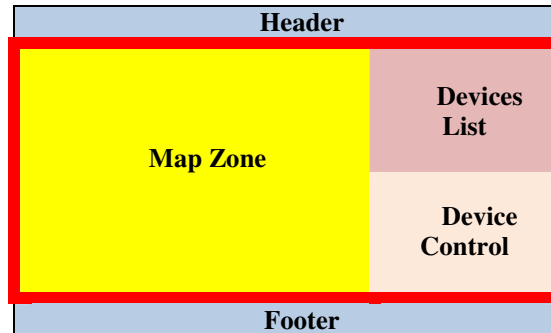 Header
Map Zone
Devices
List
Device
Control
Footer